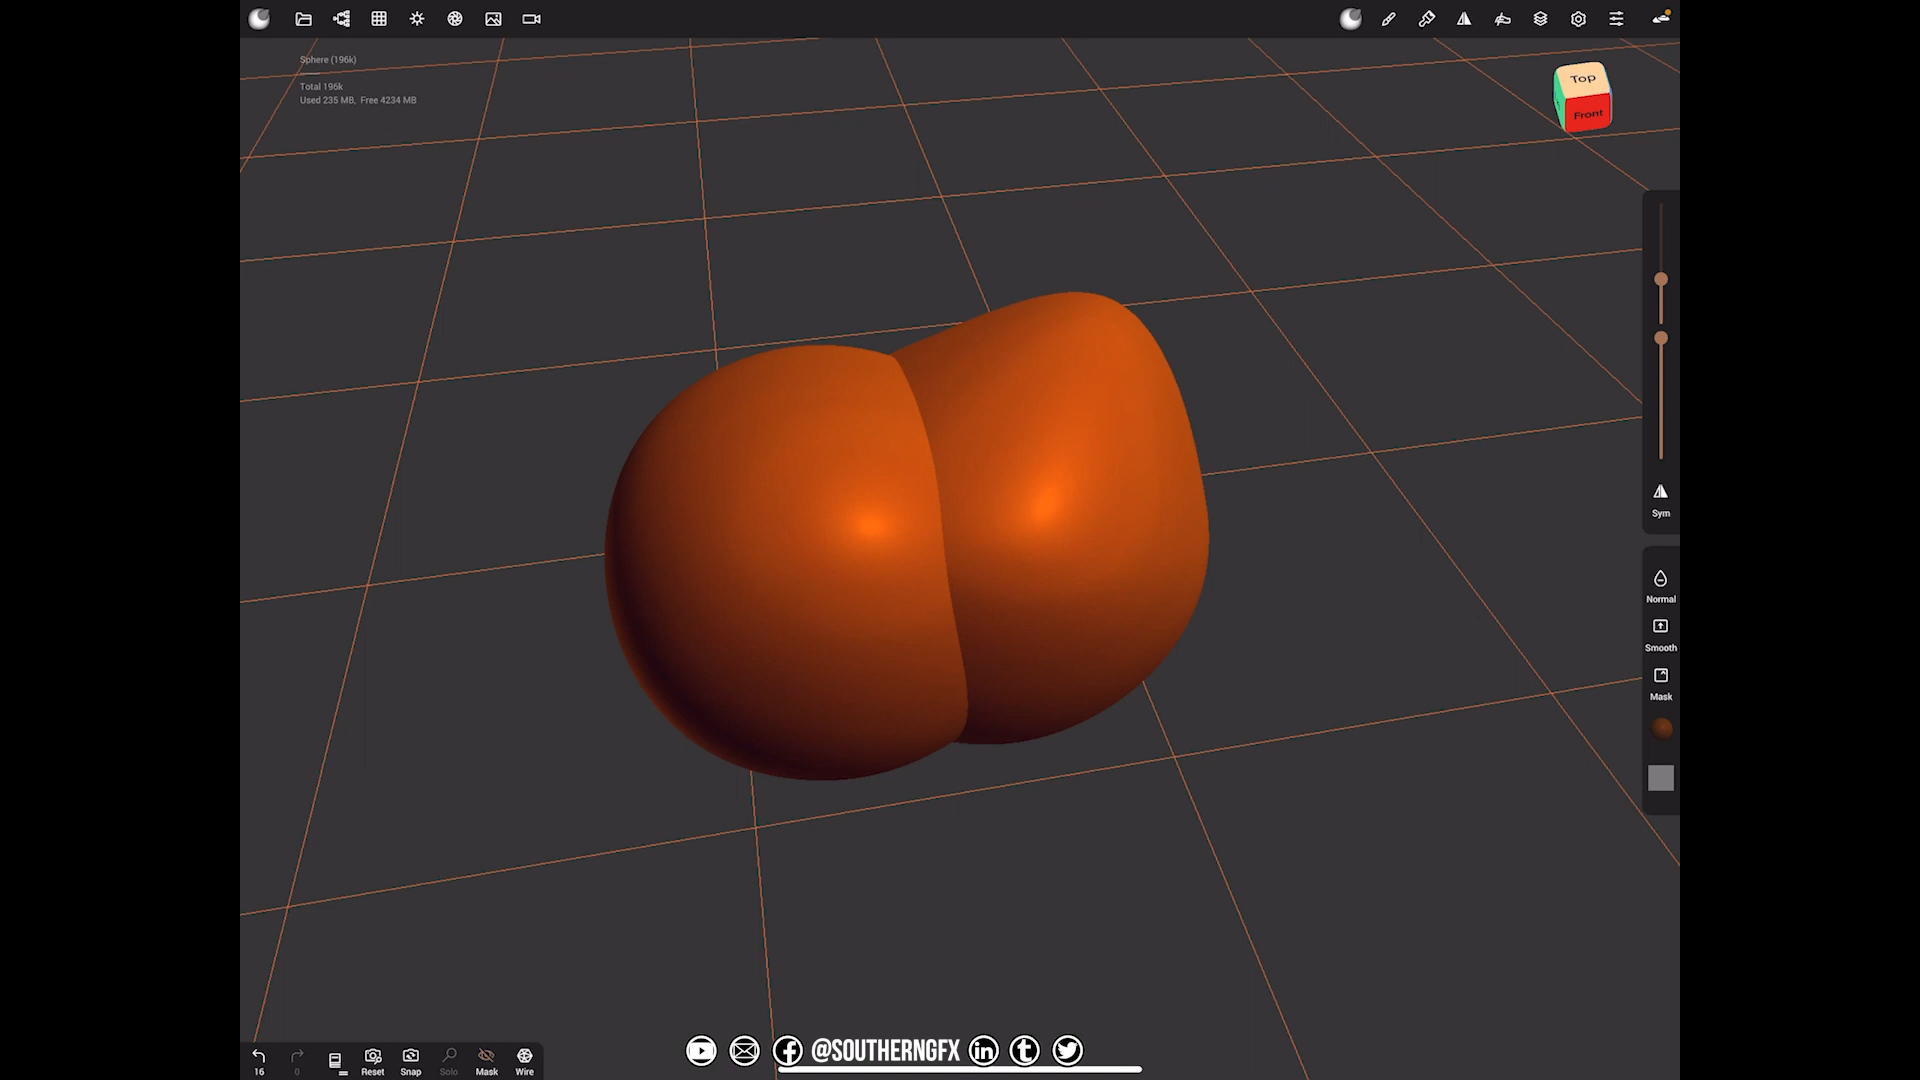 Sphere (196k)
Total 196k
Used 235 MB, Free 4234 MB
Top
Front
Sym
Normal
Smooth
Mask
16
0
Reset
Snap
Solo
Mask
Wire
@SOUTHERNGFX